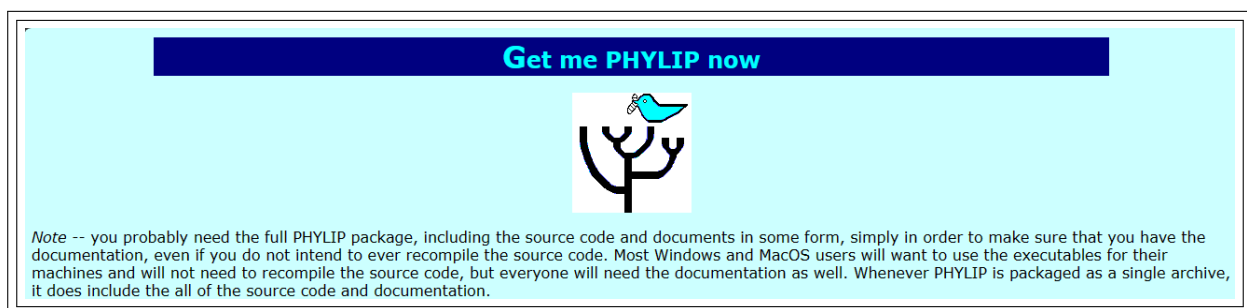 Get me PHYLIP now
Note -- you probably need the full PHYLIP package, including the source code and documents in some form, simply in order to make sure that you have the
documentation, even if you do not intend to ever recompile the source code. Most Windows and MacOS users will want to use the executables for their
machines and will not need to recompile the source code, but everyone will need the documentation as well. Whenever PHYLIP is packaged as a single archive,
it does include the all of the source code and documentation.